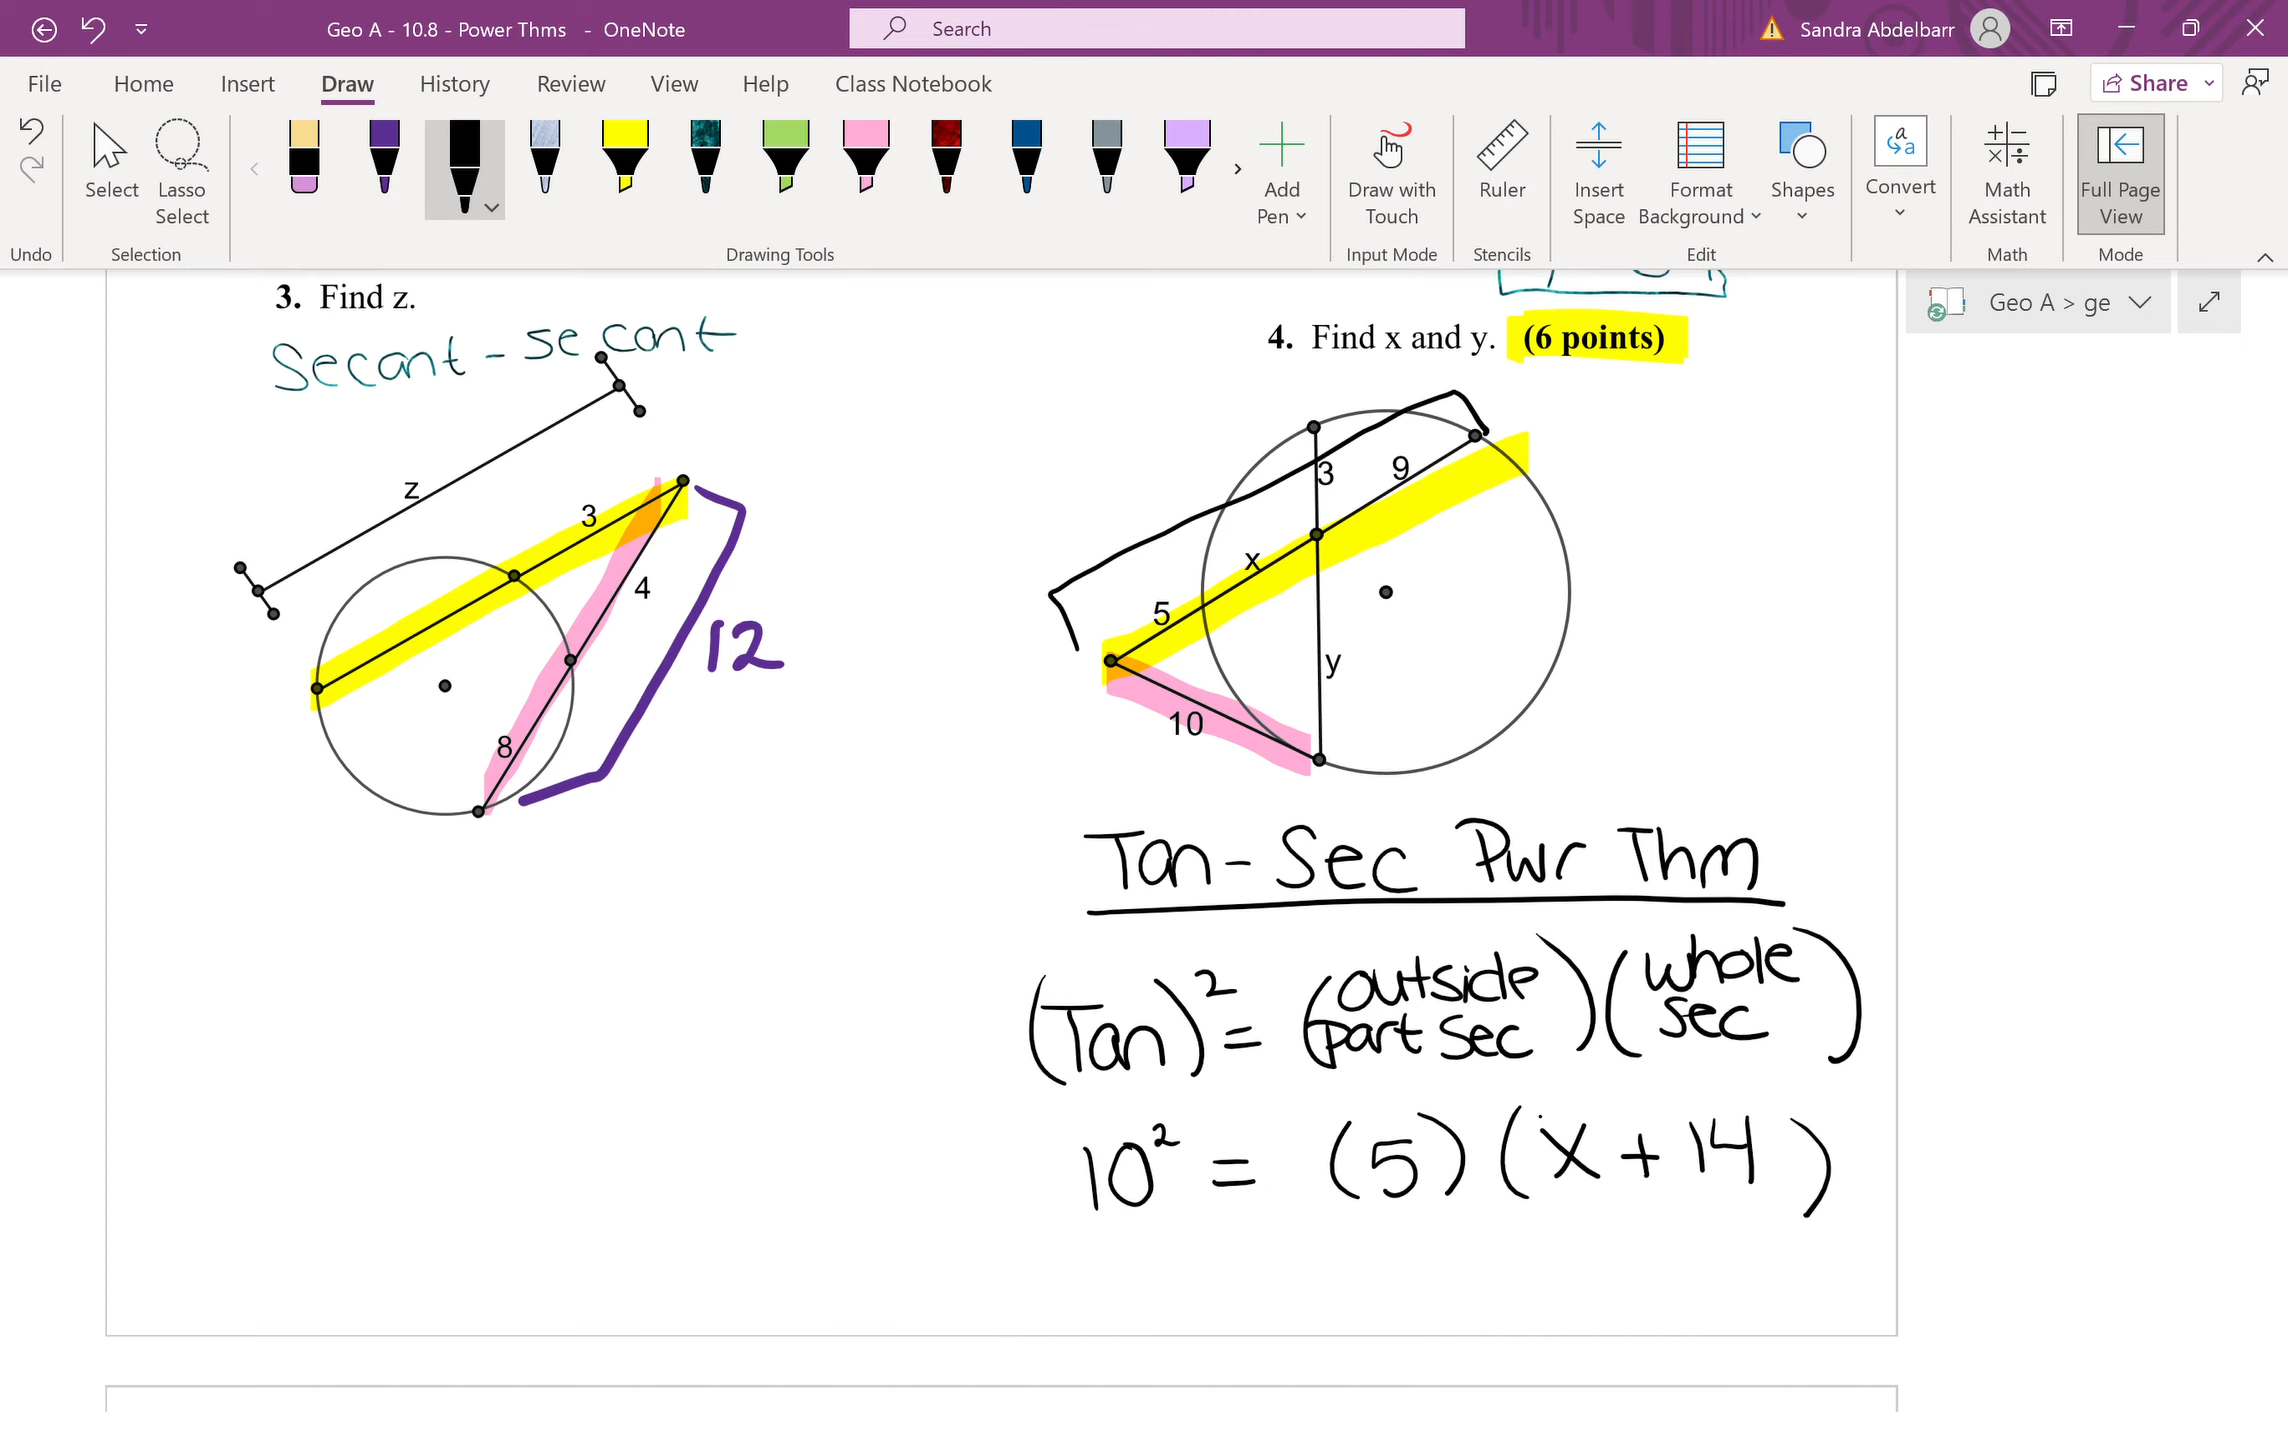 Geo A - 10.8 - Power Thms - OneNote
Search
Sandra Abdelbarr
File Home Insert Draw History Review View Help Class Notebook
Share
Select
Lasso Select
Add Pen
Draw with Touch
Ruler
Insert Space
Format Background
Shapes
Convert
Math Assistant
Full Page View
Undo Selection Drawing Tools Input Mode Stencils Edit Math Mode
Geo A > ge
3. Find z.
Secant - secant
z
3
4
8
12
4. Find x and y. (6 points)
3
9
x
5
y
10
Tan - Sec Pwr Thm
(Tan)² = (outside part sec)(whole sec)
10² = (5)(x + 14)